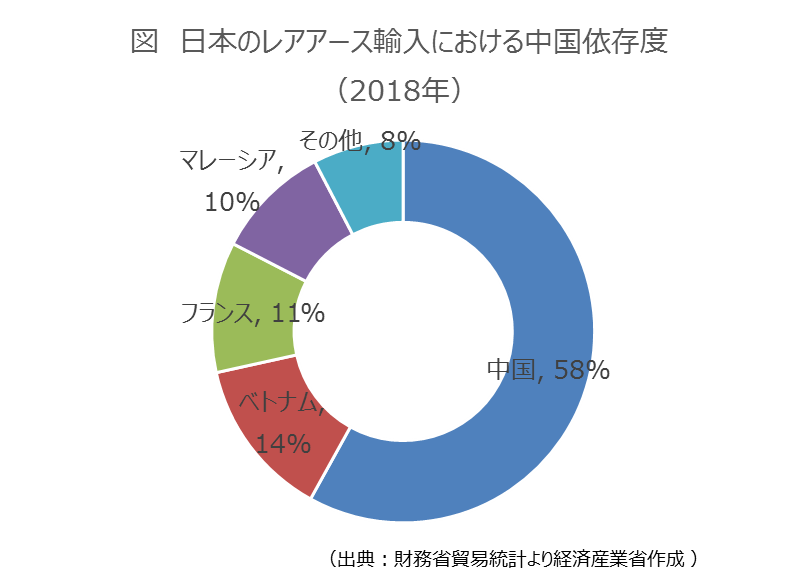 図 日本のレアアース輸入における中国依存度
（2018年）
その他, 8%
マレーシア,
10%
フランス, 11%
中国, 58%
ベトナム,
14%
（出典：財務省貿易統計より経済産業省作成 ）